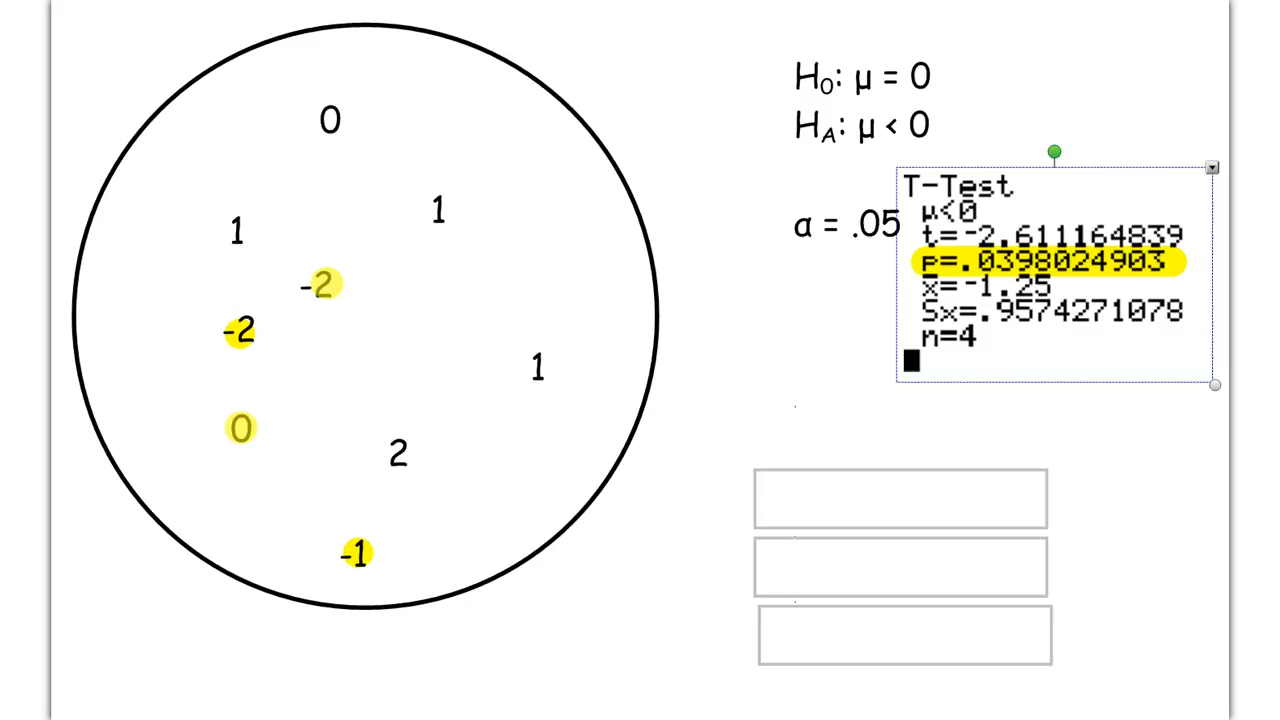 0
1
1
-2
-2
1
0
2
-1
H0: μ = 0
HA: μ < 0
α = .05
T-Test
μ<0
t=-2.611164839
p=.0398024903
x̄=-1.25
Sx=.9574271078
n=4